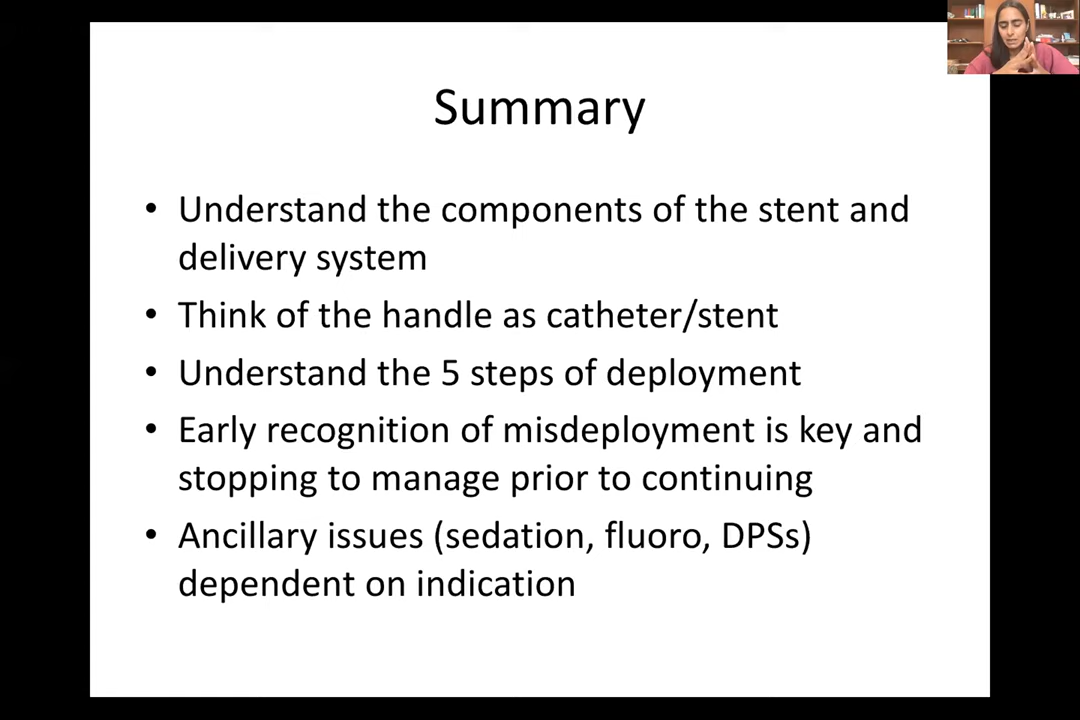 Summary
• Understand the components of the stent and
delivery system
• Think of the handle as catheter/stent
• Understand the 5 steps of deployment
• Early recognition of misdeployment is key and
stopping to manage prior to continuing
• Ancillary issues (sedation, fluoro, DPSs)
dependent on indication